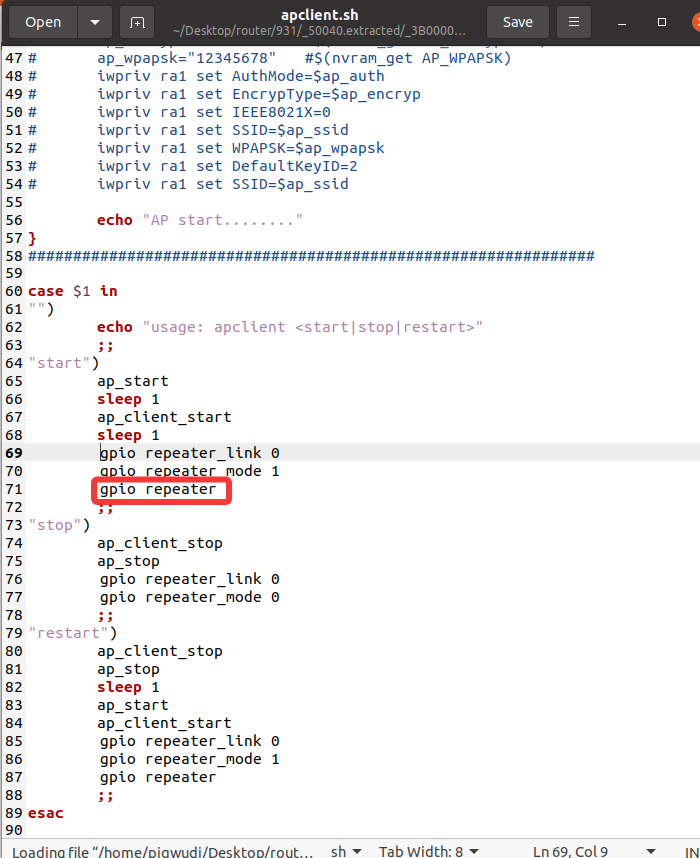 Open
apclient.sh
~/Desktop/router/931/_50040.extracted/_3B0000...
Save
47 # ap_wpapsk="12345678" #$(nvram_get AP_WPAPSK)
48 # iwpriv ra1 set AuthMode=$ap_auth
49 # iwpriv ra1 set EncrypType=$ap_encryp
50 # iwpriv ra1 set IEEE8021X=0
51 # iwpriv ra1 set SSID=$ap_ssid
52 # iwpriv ra1 set WPAPSK=$ap_wpapsk
53 # iwpriv ra1 set DefaultKeyID=2
54 # iwpriv ra1 set SSID=$ap_ssid
55
56 echo "AP start........"
57 }
58 ###############################################################
59
60 case $1 in
61 "")
62 echo "usage: apclient <start|stop|restart>"
63 ;;
64 "start")
65 ap_start
66 sleep 1
67 ap_client_start
68 sleep 1
69 gpio repeater_link 0
70 gpio repeater_mode 1
71 gpio repeater
72 ;;
73 "stop")
74 ap_client_stop
75 ap_stop
76 gpio repeater_link 0
77 gpio repeater_mode 0
78 ;;
79 "restart")
80 ap_client_stop
81 ap_stop
82 sleep 1
83 ap_start
84 ap_client_start
85 gpio repeater_link 0
86 gpio repeater_mode 1
87 gpio repeater
88 ;;
89 esac
90
Loading file “/home/pigwudi/Desktop/rout... sh Tab Width: 8 Ln 69, Col 9 IN